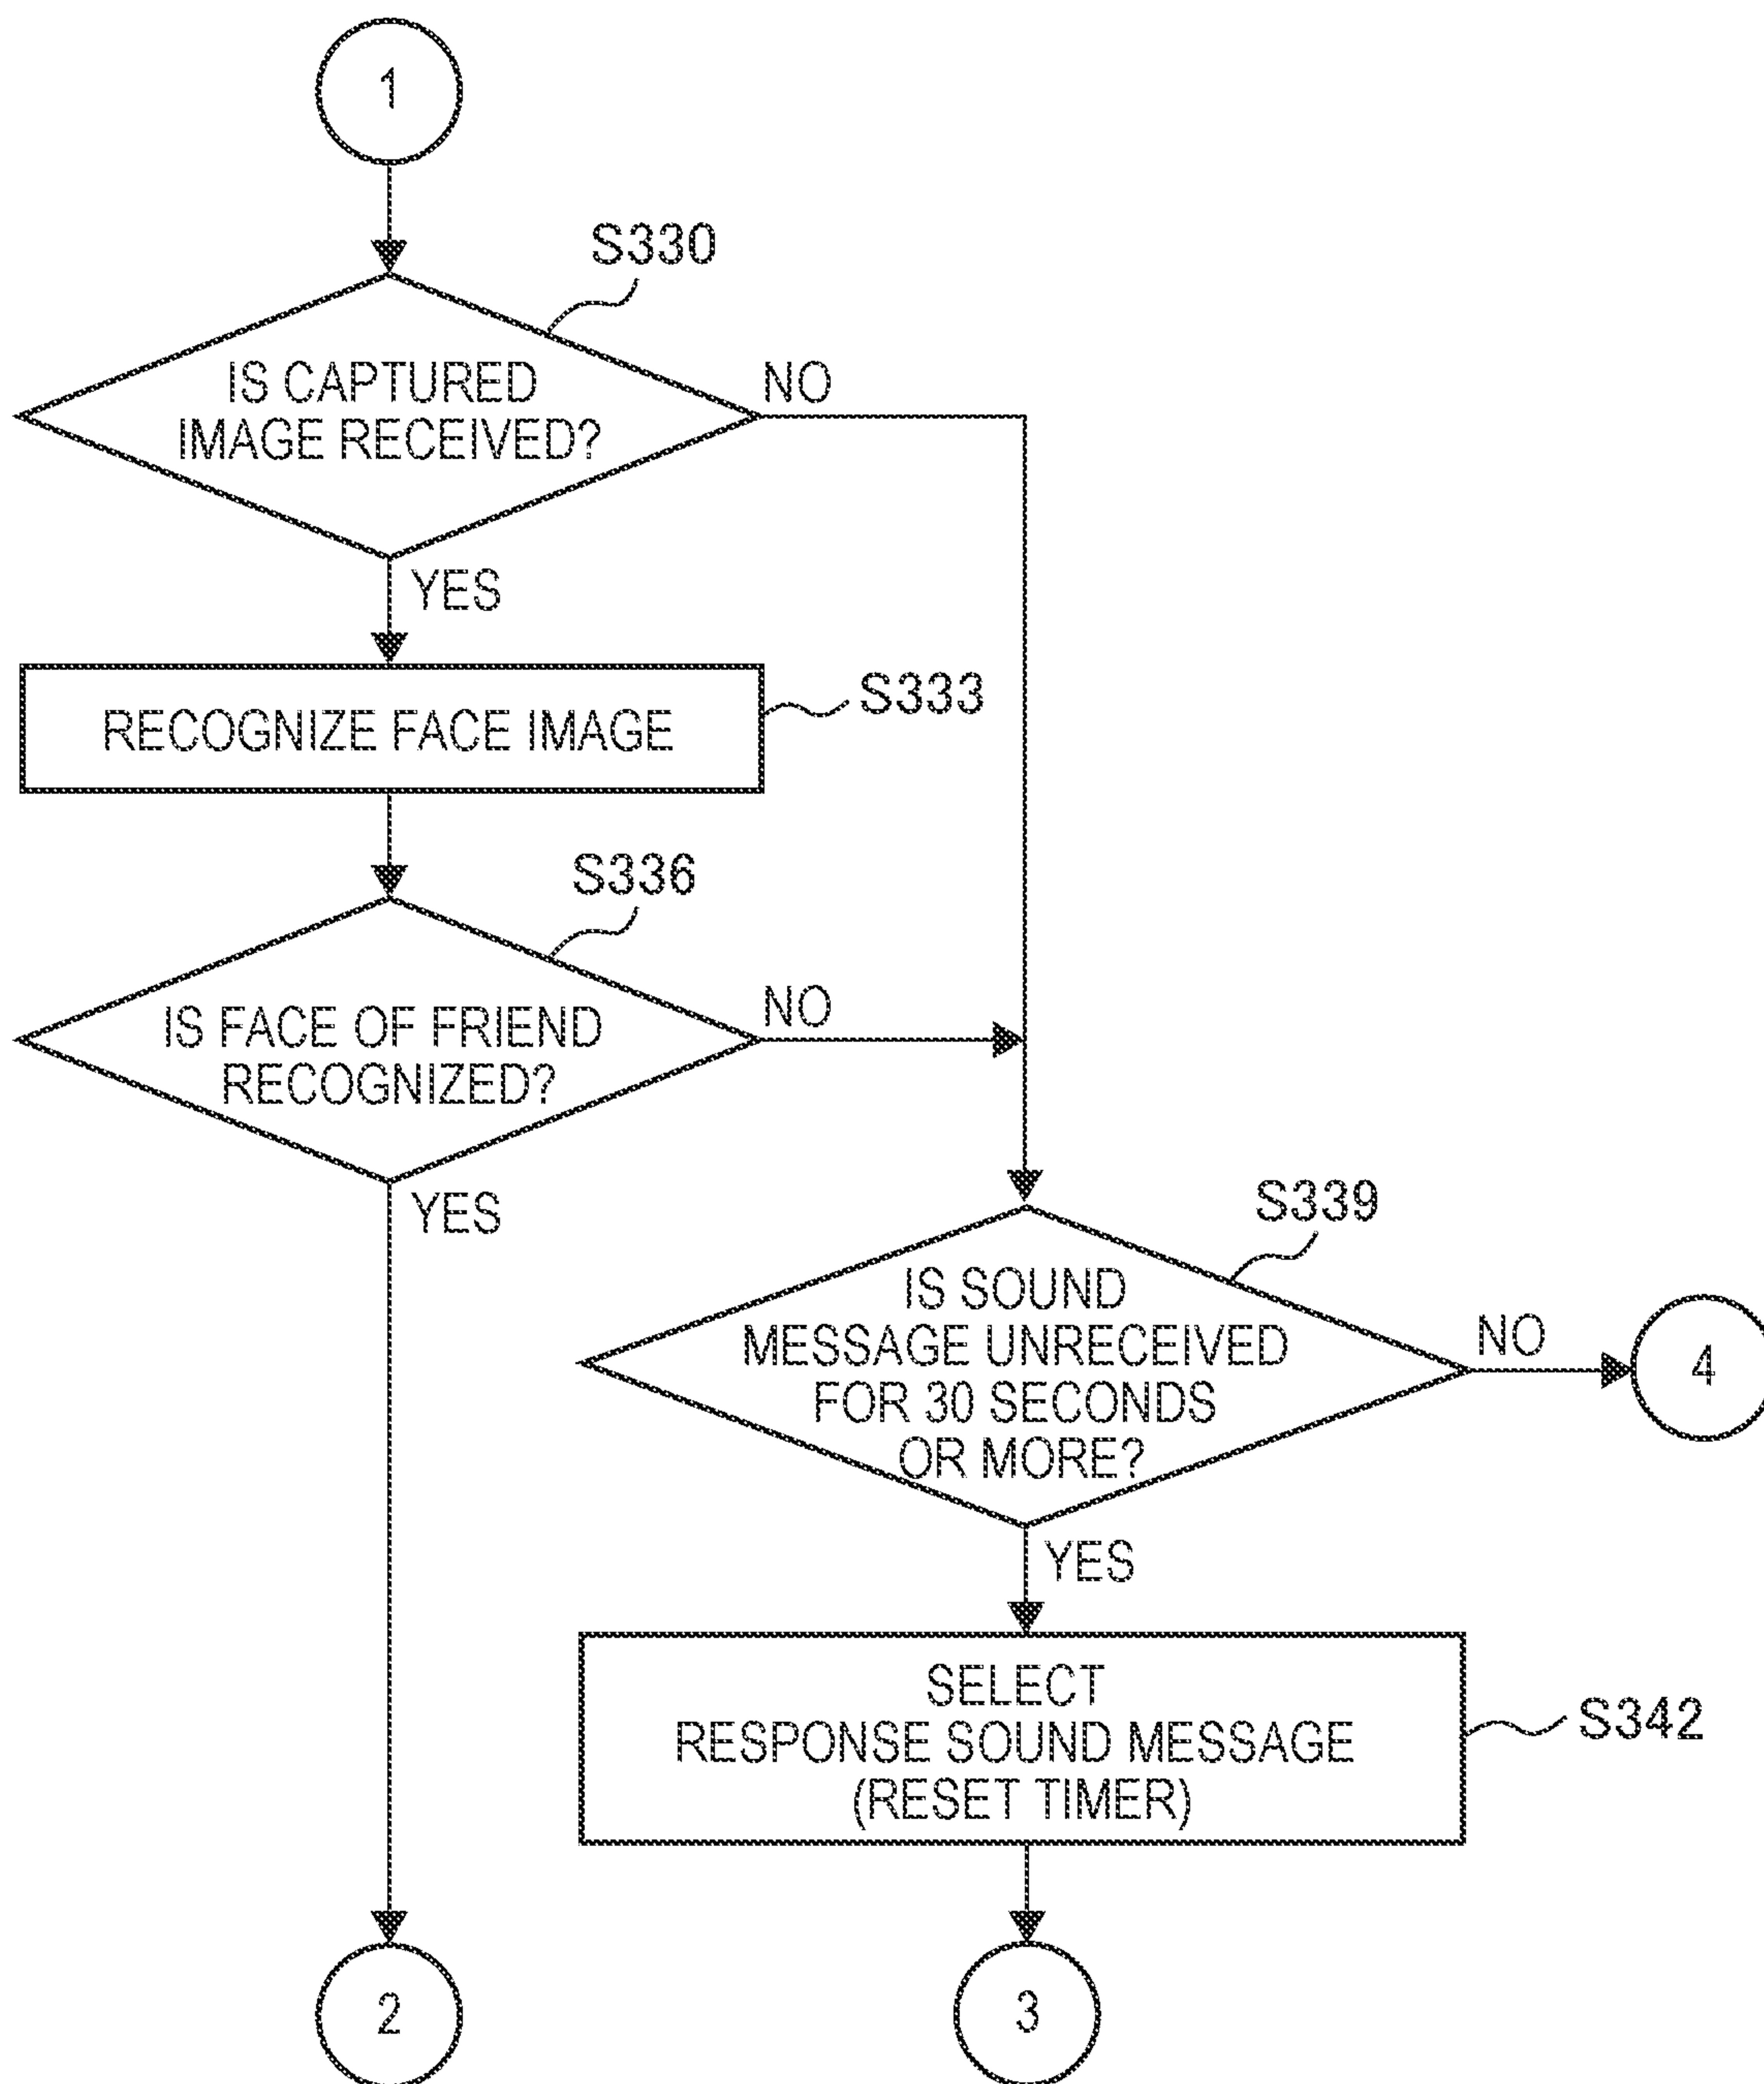 1
S330
IS CAPTURED
IMAGE RECEIVED?
NO
YES
RECOGNIZE FACE IMAGE
S333
S336
IS FACE OF FRIEND
RECOGNIZED?
NO
YES
S339
IS SOUND
MESSAGE UNRECEIVED
FOR 30 SECONDS
OR MORE?
NO
4
YES
SELECT
RESPONSE SOUND MESSAGE
(RESET TIMER)
S342
2
3